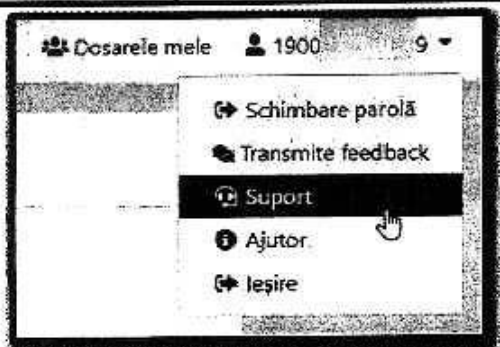 Dosarele mele 1900 9
Schimbare parolă
Transmite feedback
Suport
Ajutor
Ieșire